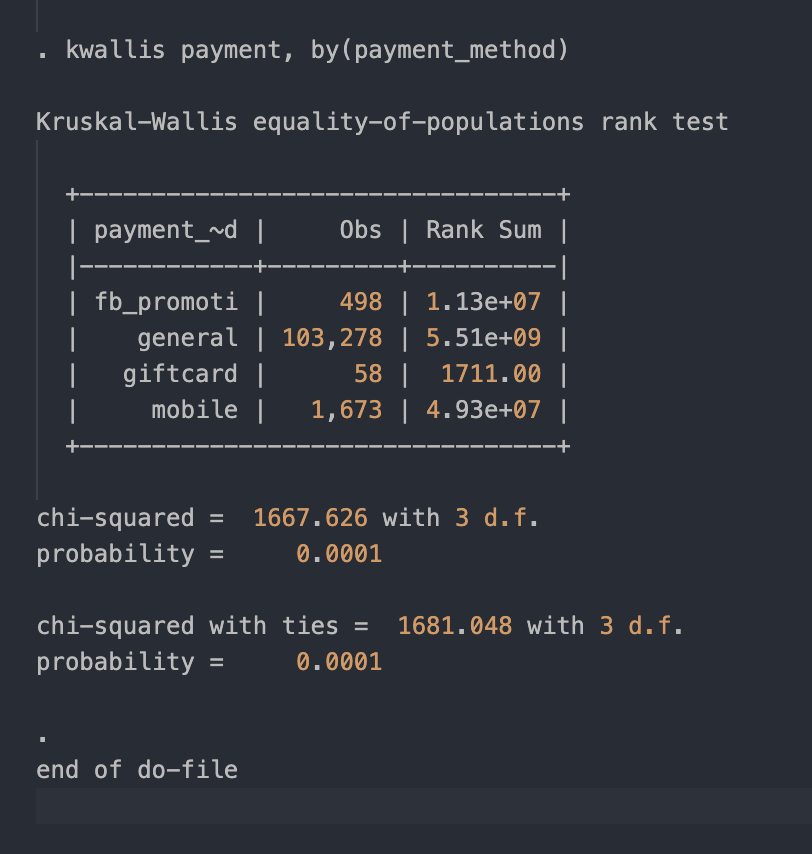 . kwallis payment, by(payment_method)
Kruskal-Wallis equality-of-populations rank test
+---------------------------------+
| payment_~d |     Obs | Rank Sum |
|------------+---------+----------|
| fb_promoti |     498 | 1.13e+07 |
|    general | 103,278 | 5.51e+09 |
|   giftcard |      58 |  1711.00 |
|     mobile |   1,673 | 4.93e+07 |
+---------------------------------+
chi-squared =  1667.626 with 3 d.f.
probability =     0.0001
chi-squared with ties =  1681.048 with 3 d.f.
probability =     0.0001
.
end of do-file